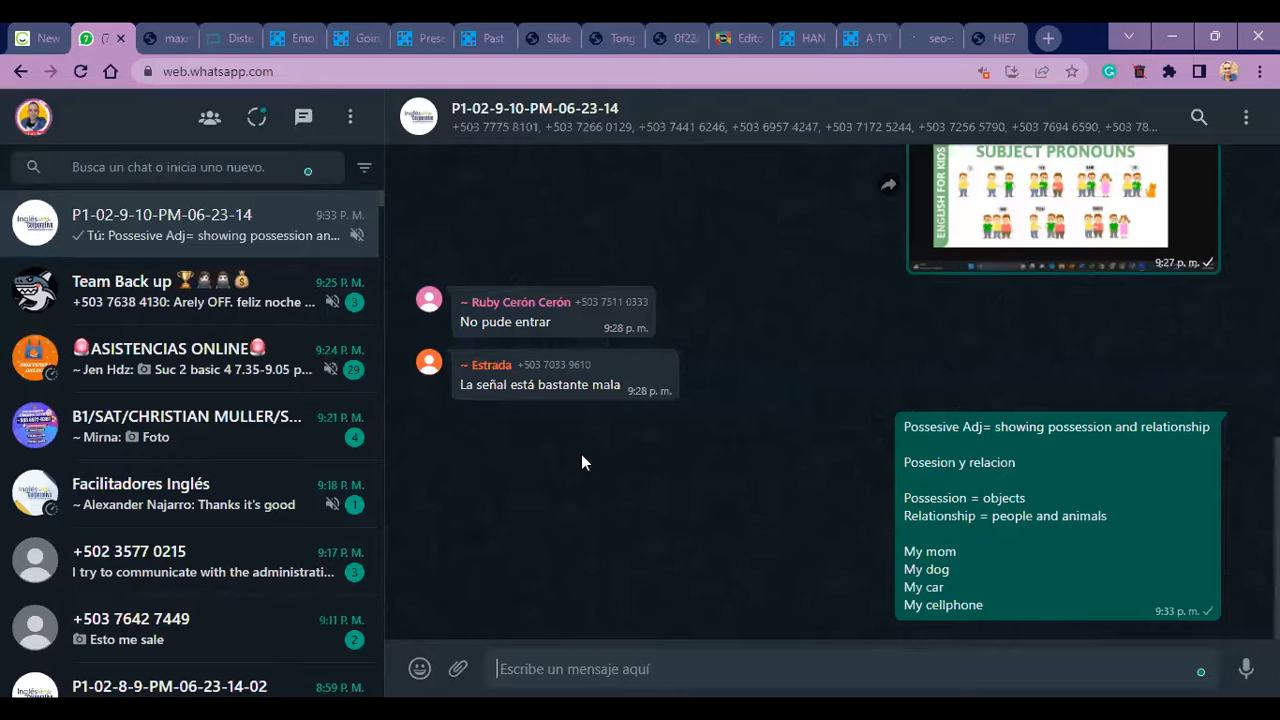 New
(7
maxr
Diste
Emo
Goin
Prese
Past
Slide
Tong
0f22
Edito
HAN
A TY
seo-
HIE7
web.whatsapp.com
P1-02-9-10-PM-06-23-14
+503 7775 8101, +503 7266 0129, +503 7441 6246, +503 6957 4247, +503 7172 5244, +503 7256 5790, +503 7694 6590, +503 78...
Busca un chat o inicia uno nuevo.
P1-02-9-10-PM-06-23-14 9:33 P. M.
Tú: Possesive Adj= showing possession an...
Team Back up 9:25 P. M.
+503 7638 4130: Arely OFF. feliz noche ... 3
ASISTENCIAS ONLINE 9:24 P. M.
~ Jen Hdz: Suc 2 basic 4 7.35-9.05 p... 29
B1/SAT/CHRISTIAN MULLER/S... 9:21 P. M.
~ Mirna: Foto 4
Facilitadores Inglés 9:18 P. M.
~ Alexander Najarro: Thanks it's good 1
+502 3577 0215 9:17 P. M.
I try to communicate with the administrati... 3
+503 7642 7449 9:11 P. M.
Esto me sale 2
P1-02-8-9-PM-06-23-14-02 8:59 P. M.
SUBJECT PRONOUNS
ENGLISH FOR KIDS
9:27 p. m.
~ Ruby Cerón Cerón +503 7511 0333
No pude entrar 9:28 p. m.
~ Estrada +503 7033 9610
La señal está bastante mala 9:28 p. m.
Possesive Adj= showing possession and relationship
Posesion y relacion
Possession = objects
Relationship = people and animals
My mom
My dog
My car
My cellphone
9:33 p. m.
Escribe un mensaje aquí